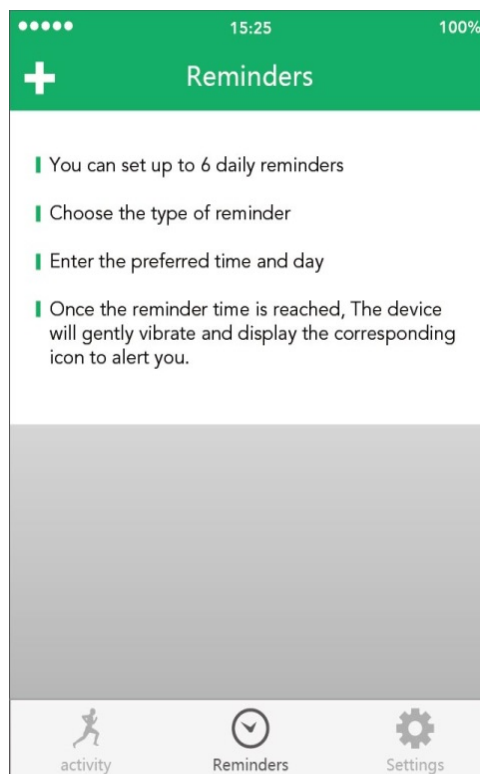 15:25
100%
Reminders
You can set up to 6 daily reminders
Choose the type of reminder
Enter the preferred time and day
Once the reminder time is reached, The device
will gently vibrate and display the corresponding
icon to alert you.
activity
Reminders
Settings